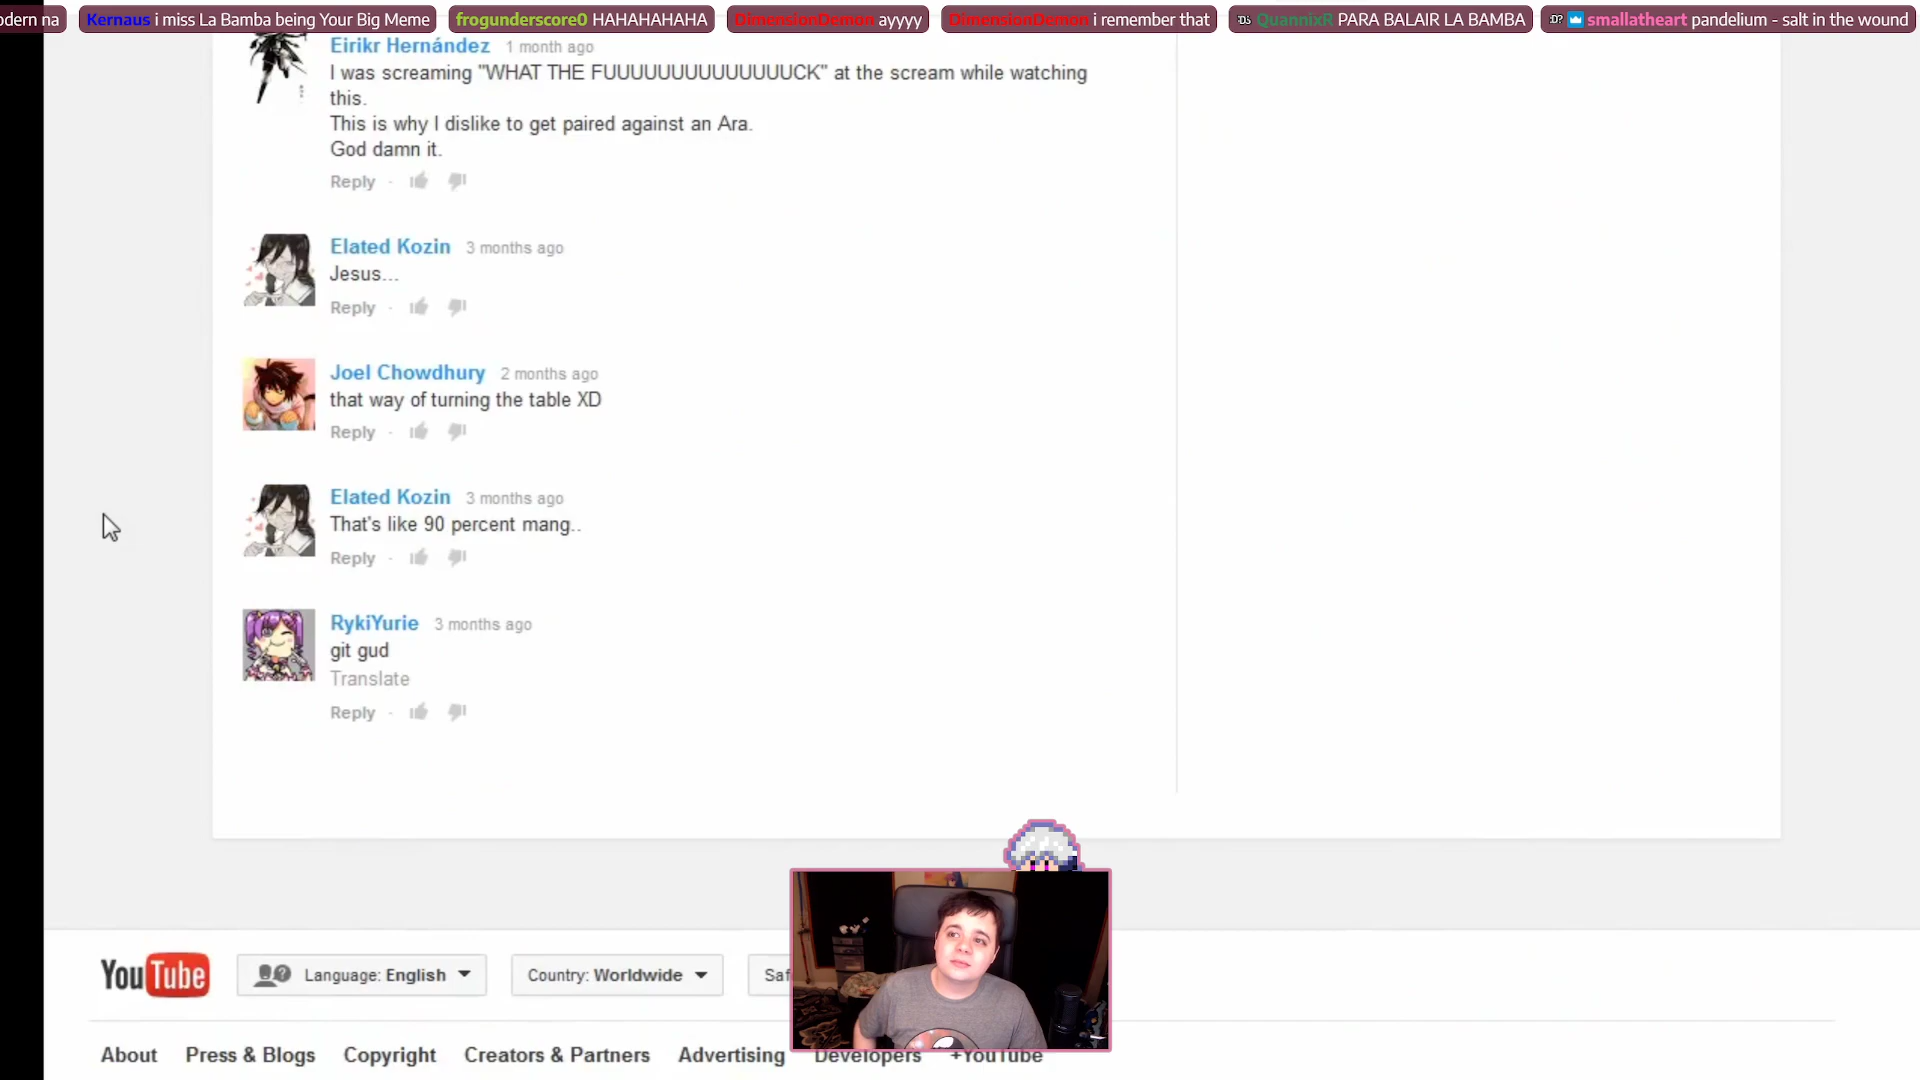 odern na Kernaus i miss La Bamba being Your Big Meme frogunderscore0 HAHAHAHAHA DimensionDemon ayyyy DimensionDemon i remember that QuannixR PARA BALAIR LA BAMBA smallatheart pandelium - salt in the wound
Eirikr Hernández 1 month ago
I was screaming "WHAT THE FUUUUUUUUUUUUUUCK" at the scream while watching
this.
This is why I dislike to get paired against an Ara.
God damn it.
Reply
Elated Kozin 3 months ago
Jesus...
Reply
Joel Chowdhury 2 months ago
that way of turning the table XD
Reply
Elated Kozin 3 months ago
That's like 90 percent mang..
Reply
RykiYurie 3 months ago
git gud
Translate
Reply
YouTube Language: English Country: Worldwide Saf
About Press & Blogs Copyright Creators & Partners Advertising Developers +YouTube